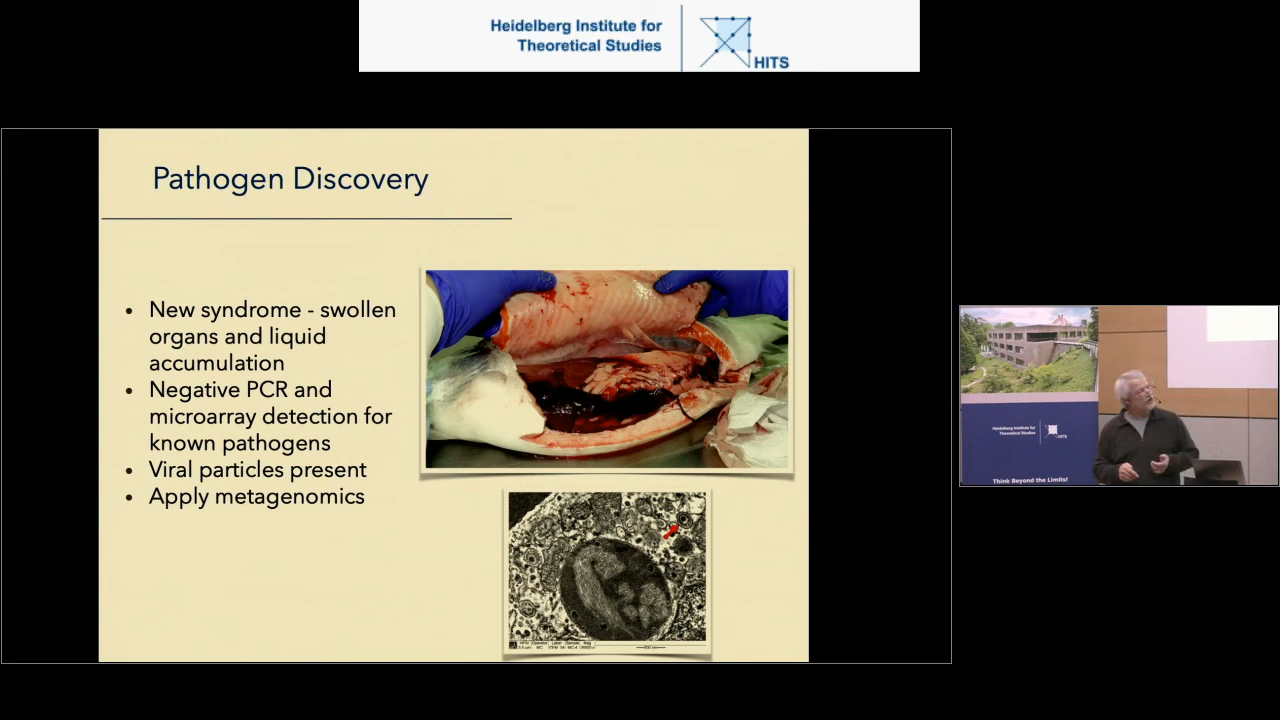 Heidelberg Institute for
Theoretical Studies
HITS
Pathogen Discovery
• New syndrome - swollen
organs and liquid
accumulation
• Negative PCR and
microarray detection for
known pathogens
• Viral particles present
• Apply metagenomics
Heidelberg Institute for
Theoretical Studies
HITS
Think Beyond the Limits!